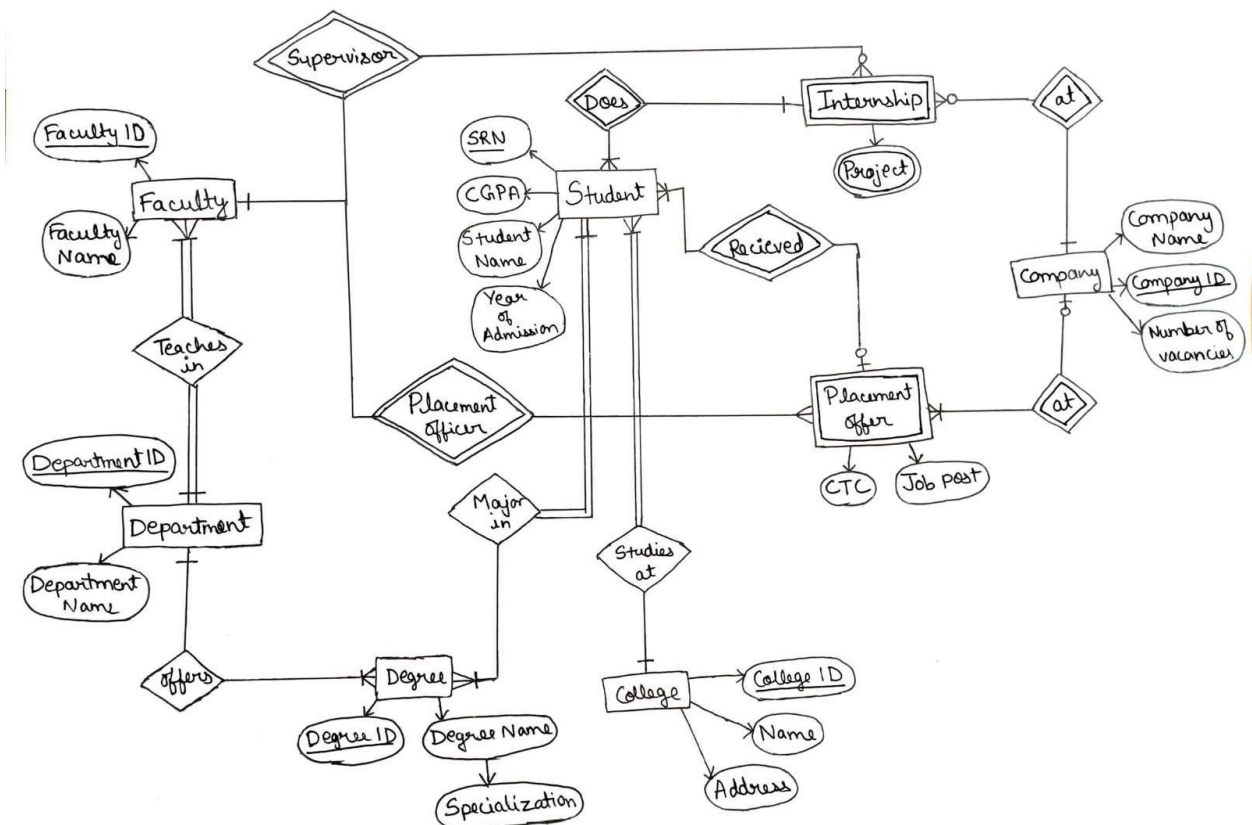 Supervisor
Does
Internship
at
Project
Faculty ID
Faculty
Faculty
Name
SRN
CGPA
Student
Name
Year
of
Admission
Student
Recieved
Company
Name
Company
Company ID
Number of
vacancies
Teaches
in
Placement
officer
Placement
offer
at
CTC
Job post
Department ID
Department
Department
Name
Major
in
Studies
at
offers
Degree
Degree ID
Degree Name
Specialization
College
College ID
Name
Address